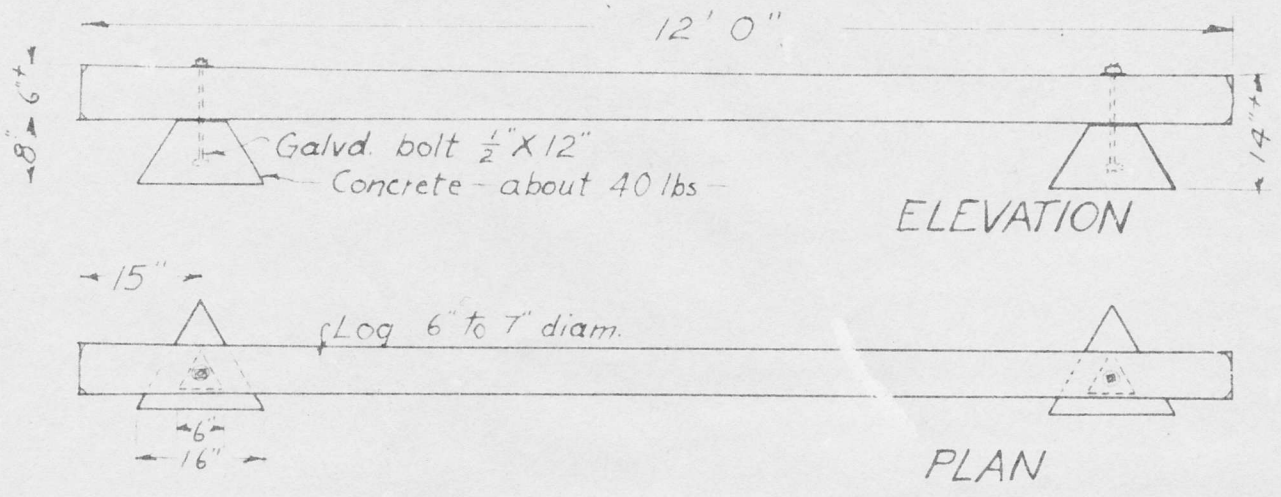 12' 0"
6"+
8"
14"+
Galvd. bolt ½" X 12"
Concrete - about 40 lbs
ELEVATION
15"
Log 6" to 7" diam.
6"
16"
PLAN